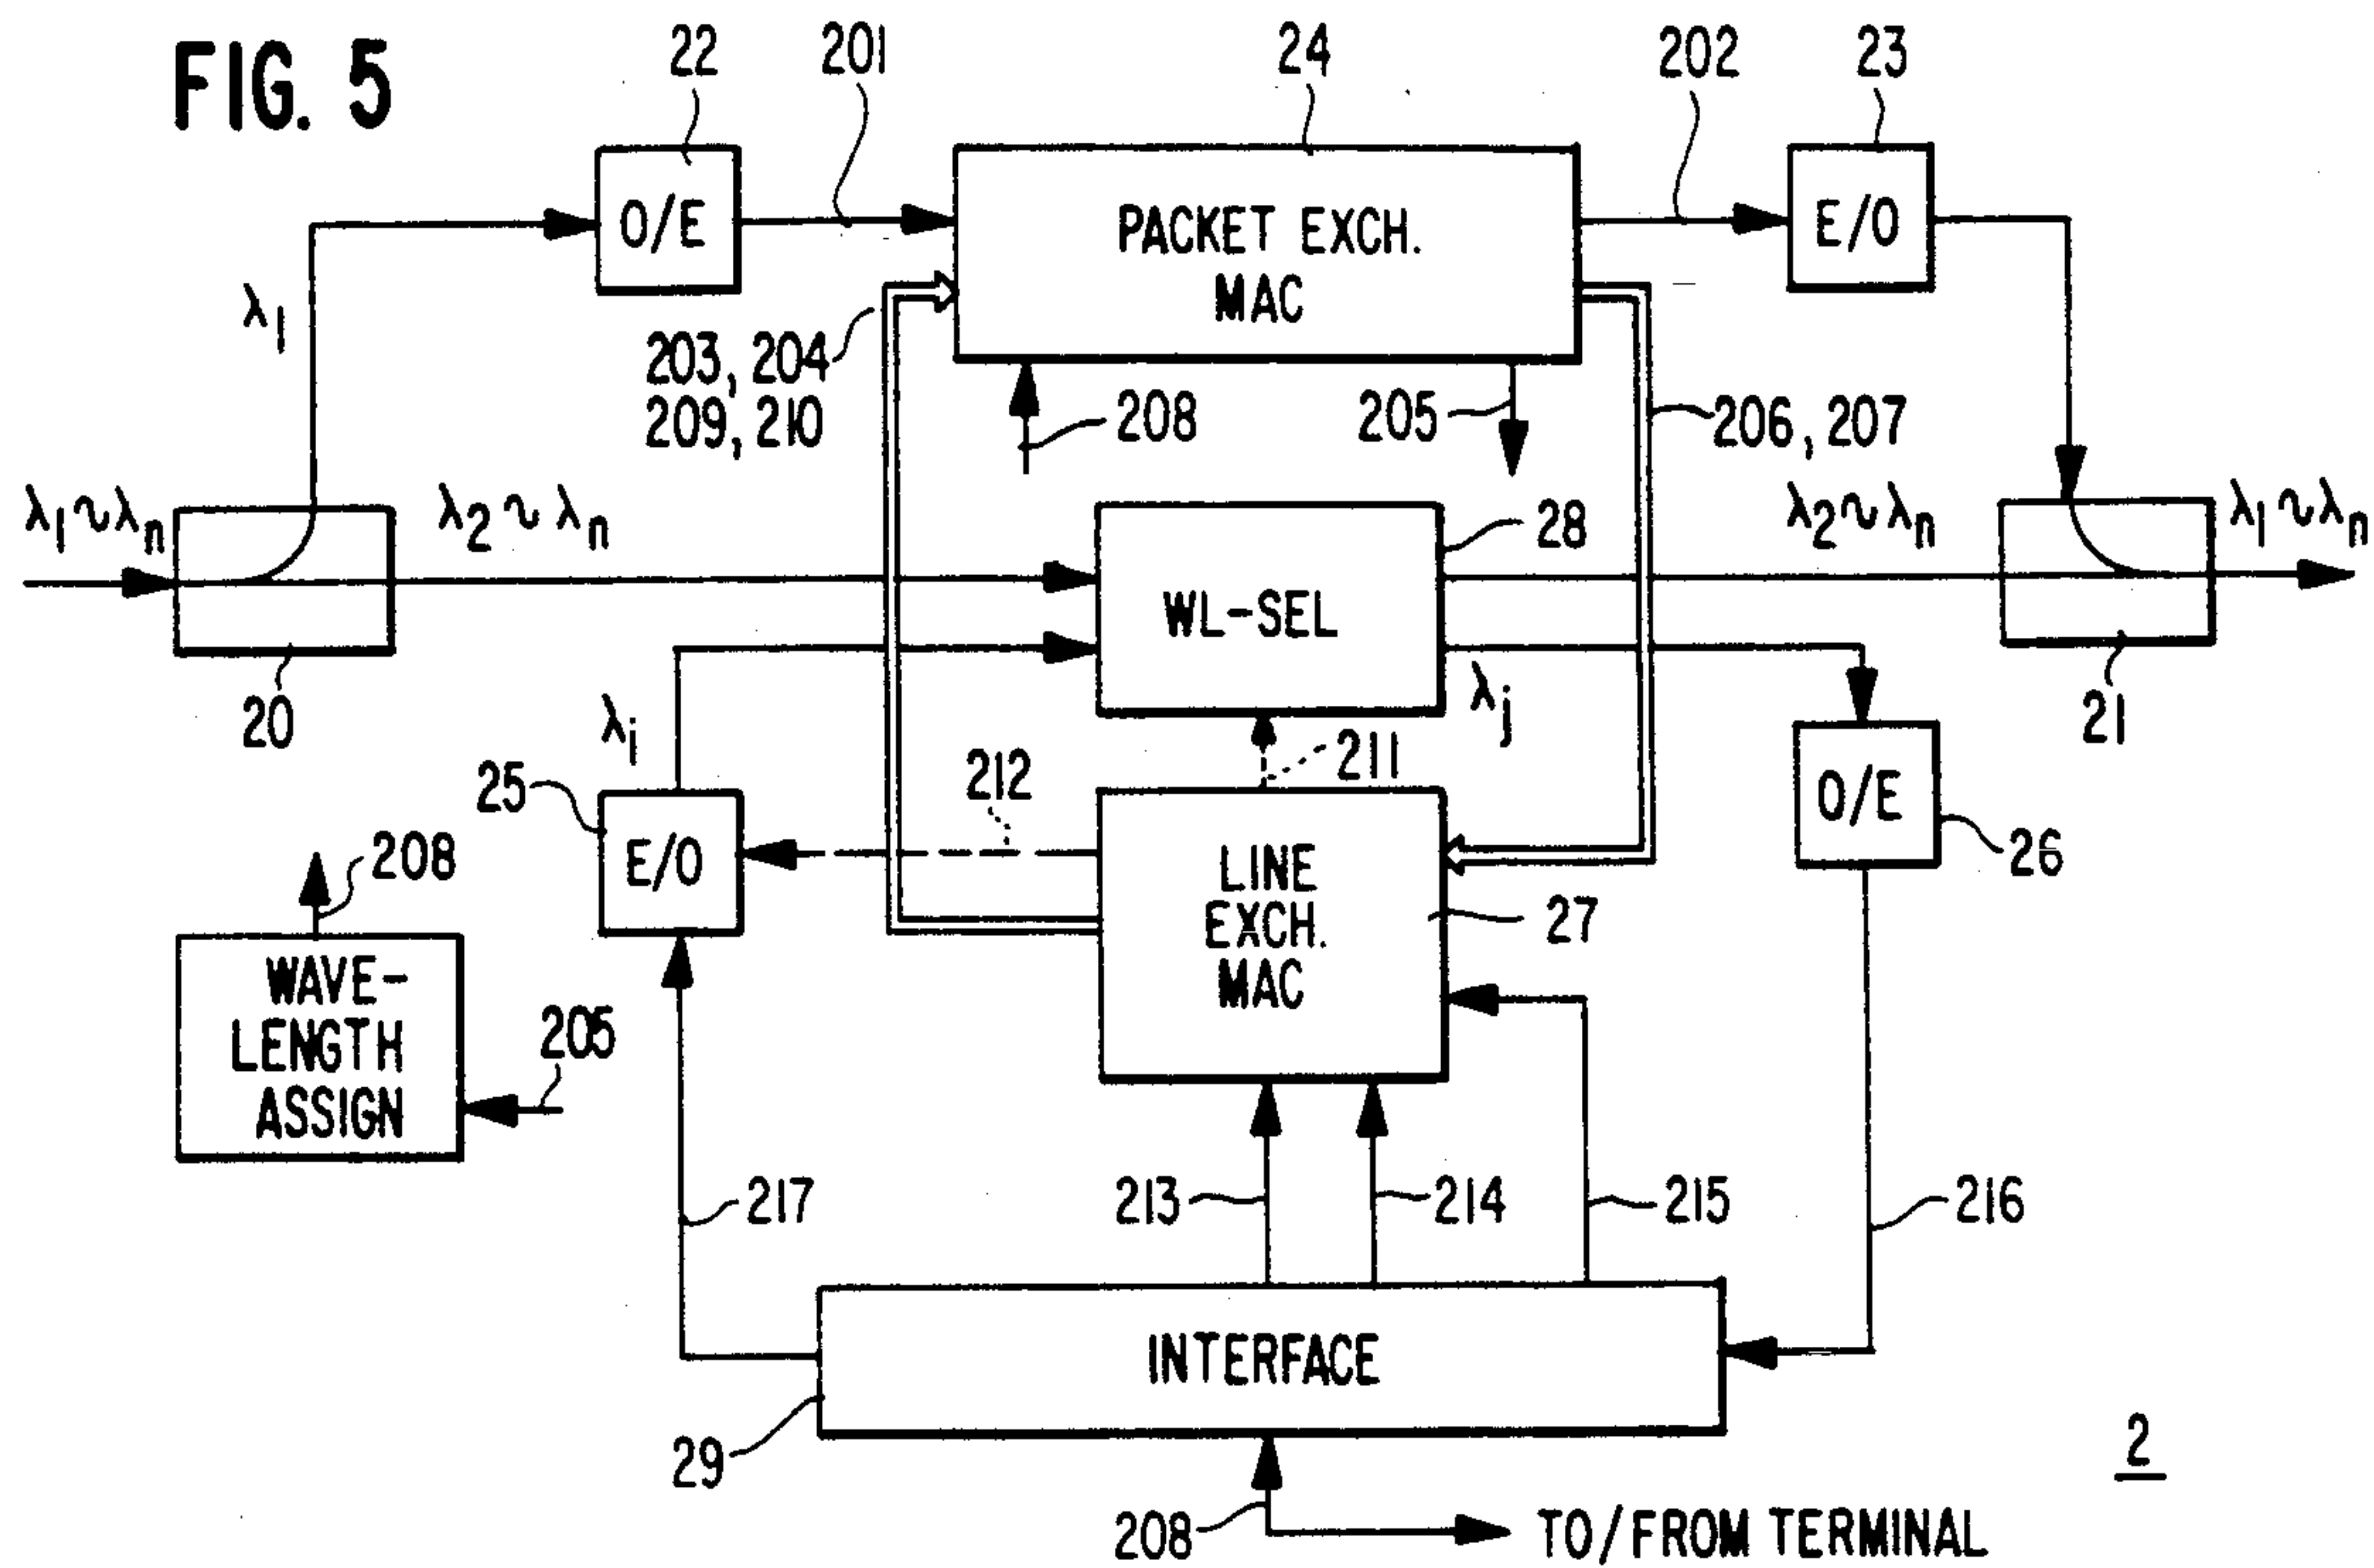 FIG. 5
22
201
24
202
23
O/E
PACKET EXCH.
MAC
E/O
λ1
203, 204
209, 210
208
205
206, 207
λ1~λn
λ2~λn
28
λ2~λn
λ1~λn
WL-SEL
20
21
λi
λj
212
211
25
E/O
O/E
26
208
LINE
EXCH.
MAC
27
WAVE-
LENGTH
ASSIGN
205
217
213
214
215
216
INTERFACE
29
2
208
TO/FROM TERMINAL